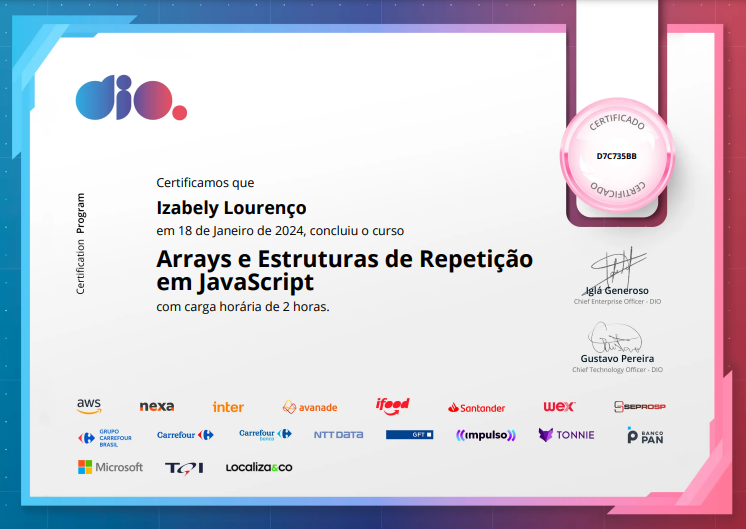 dio.
CERTIFICADO
D7C735BB
CERTIFICADO
Certification Program
Certificamos que
Izabely Lourenço
em 18 de Janeiro de 2024, concluiu o curso
Arrays e Estruturas de Repetição
em JavaScript
com carga horária de 2 horas.
Iglá Generoso
Chief Enterprise Officer - DIO
Gustavo Pereira
Chief Technology Officer - DIO
aws nexa inter avanade ifood Santander wex SEPROSP
GRUPO CARREFOUR BRASIL Carrefour Carrefour banco NTT DATA GFT impulso TONNIE BANCO PAN
Microsoft TQI Localiza&co